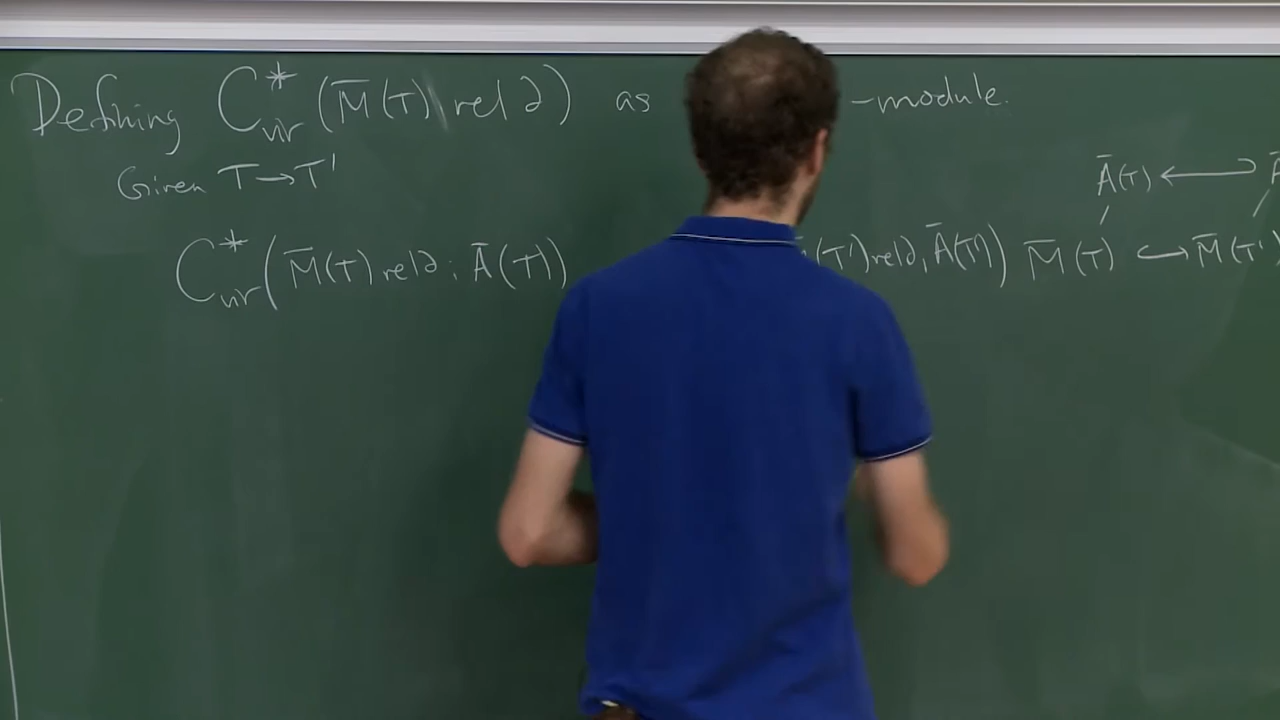 Defining C*vir (M̄(T) rel ∂) as -module.
Given T → T'
Ā(T) ↩
C*vir (M̄(T) rel ∂; Ā(T)) (T') rel ∂, Ā(T')) M̄(T) ↪ M̄(T')